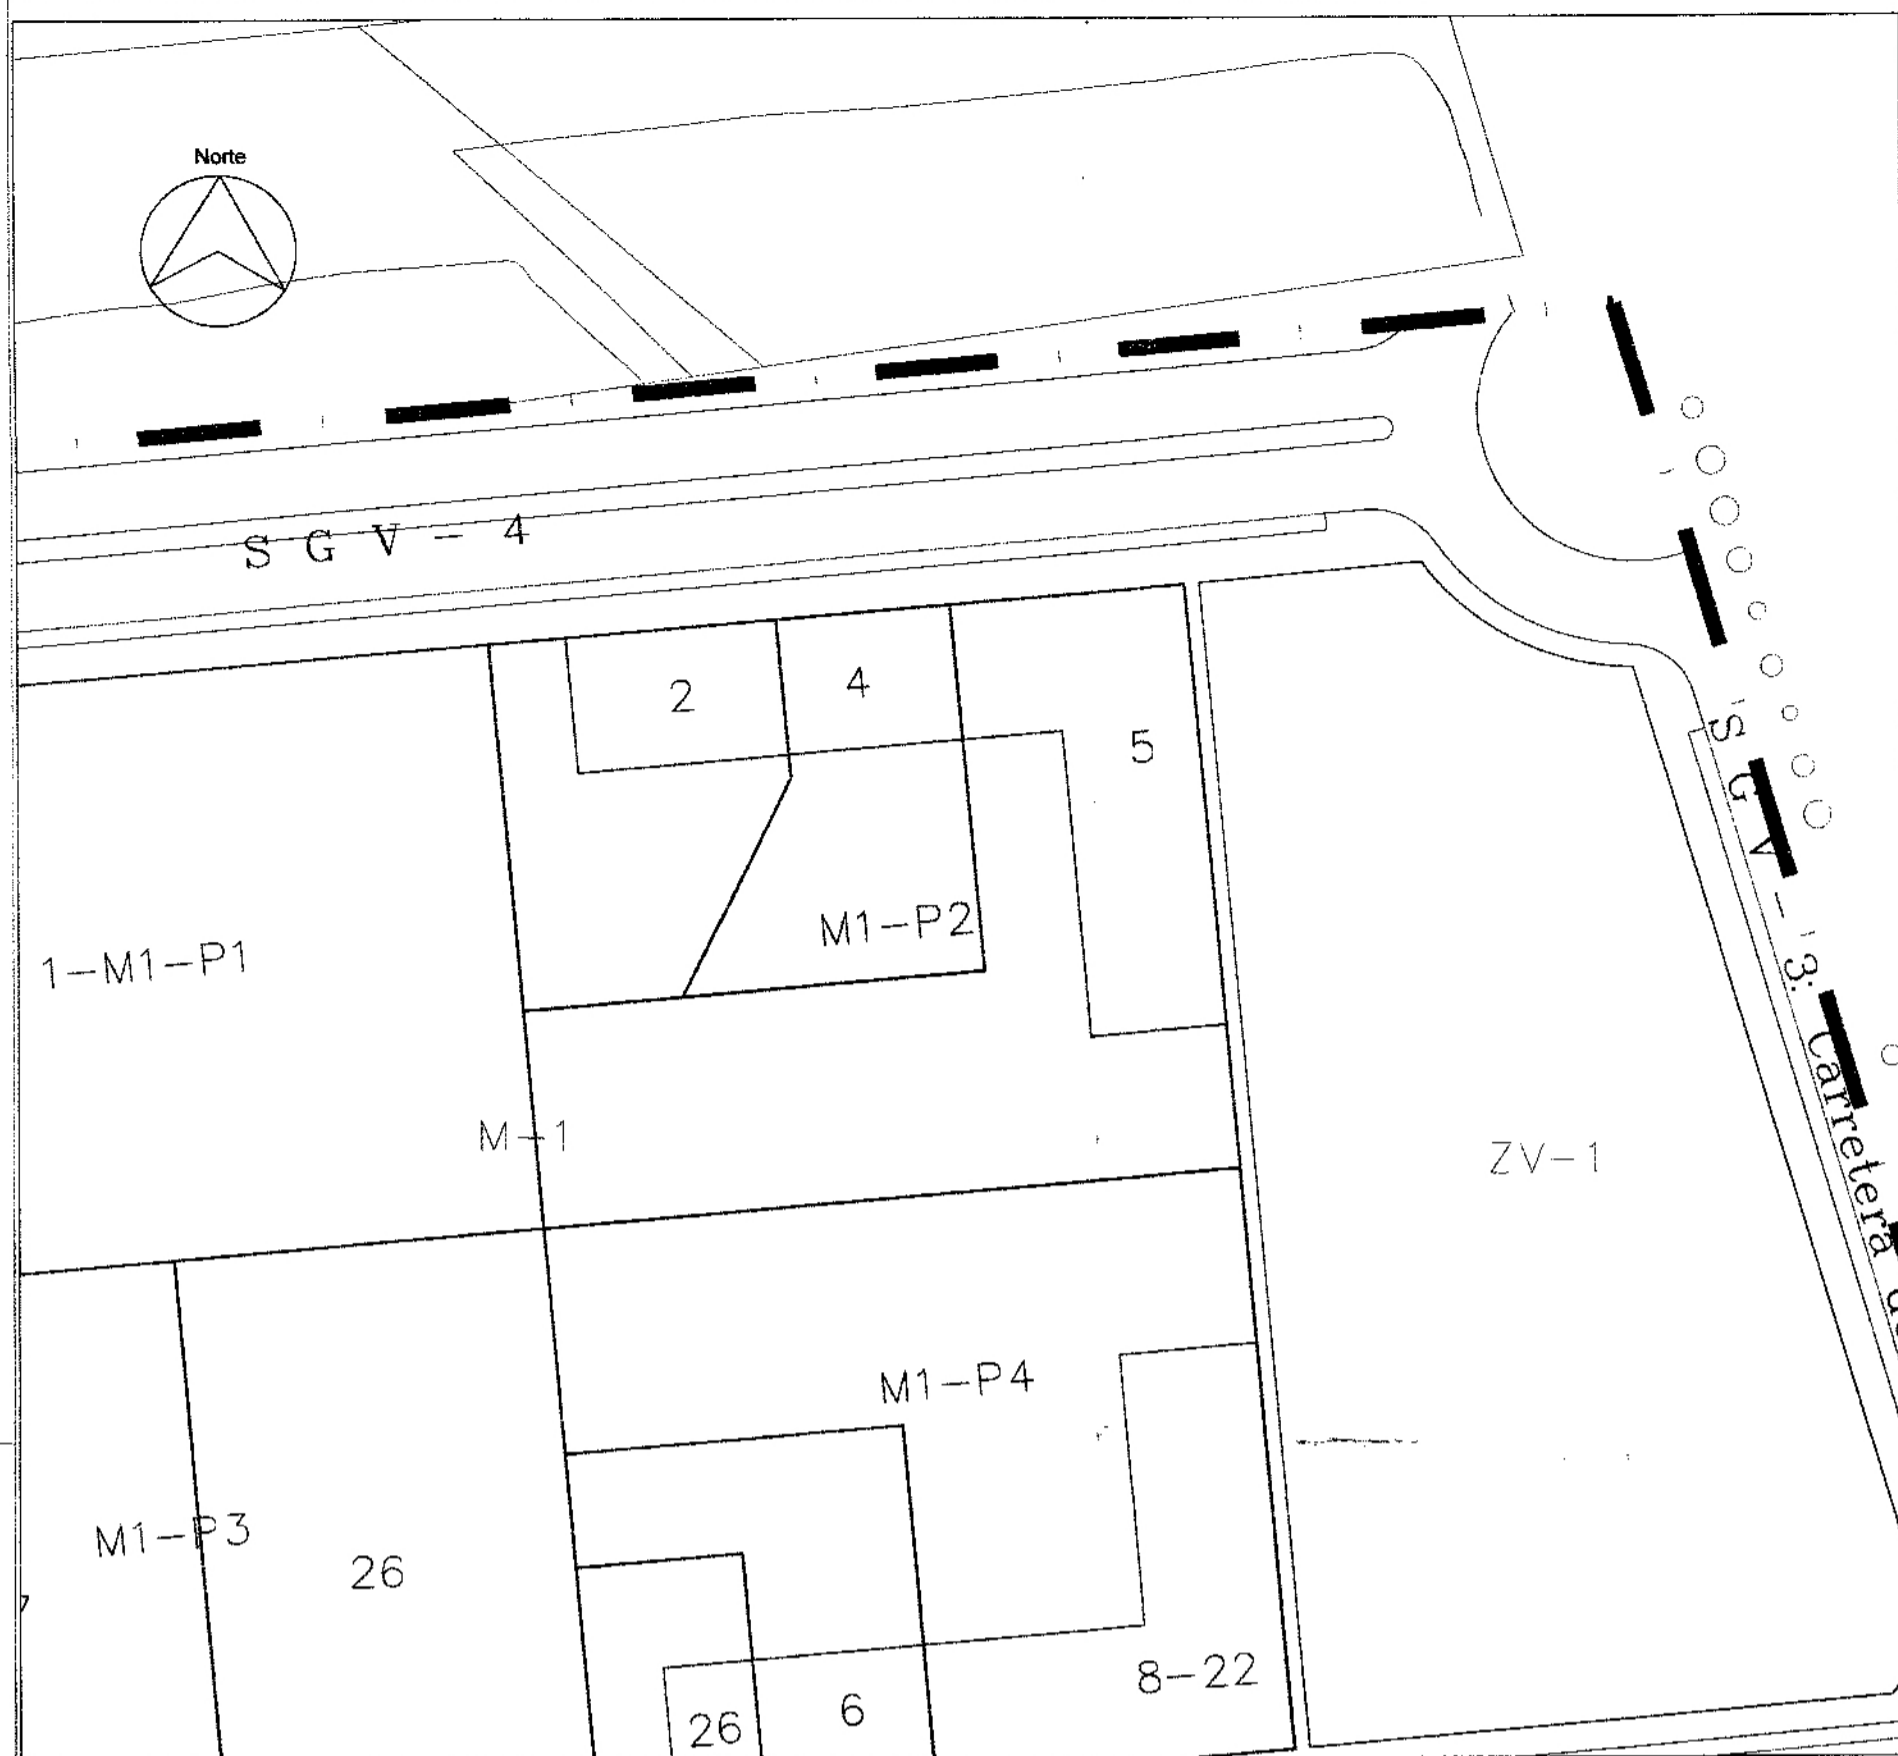 Norte
S G V - 4
2
4
5
S G V - 3: Carretera
M1-P2
1-M1-P1
M-1
ZV-1
M1-P4
M1-P3
26
8-22
6
26